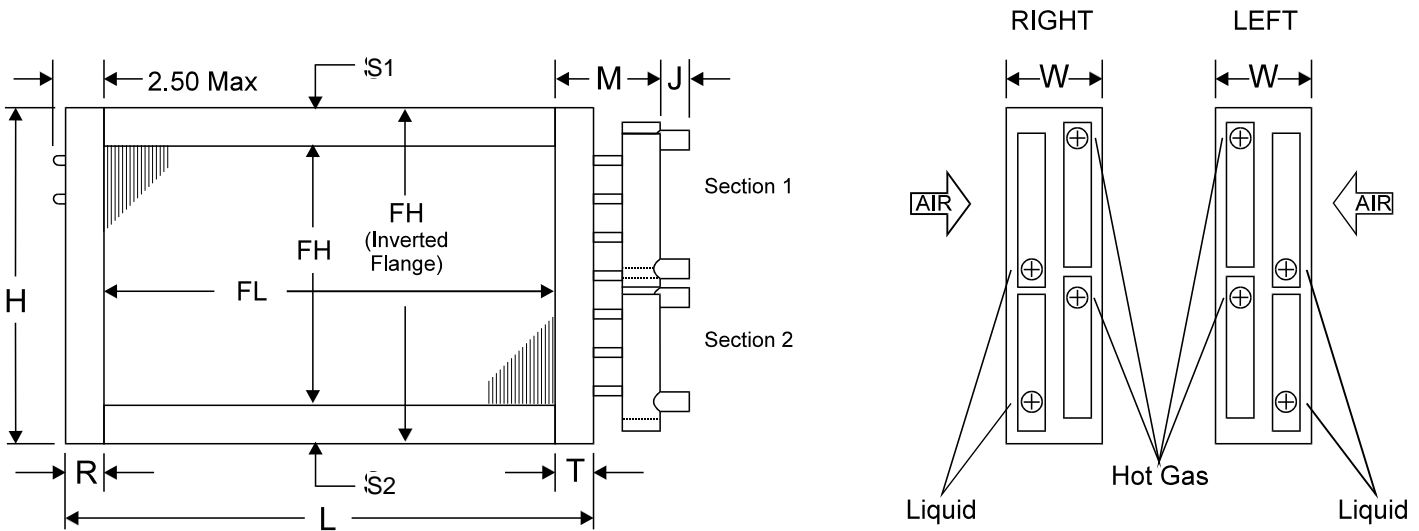 RIGHT
LEFT
2.50 Max
S1
M
J
W
W
Section 1
AIR
AIR
FH
FH
(Inverted
Flange)
FL
H
Section 2
R
S2
T
L
Hot Gas
Liquid
Liquid